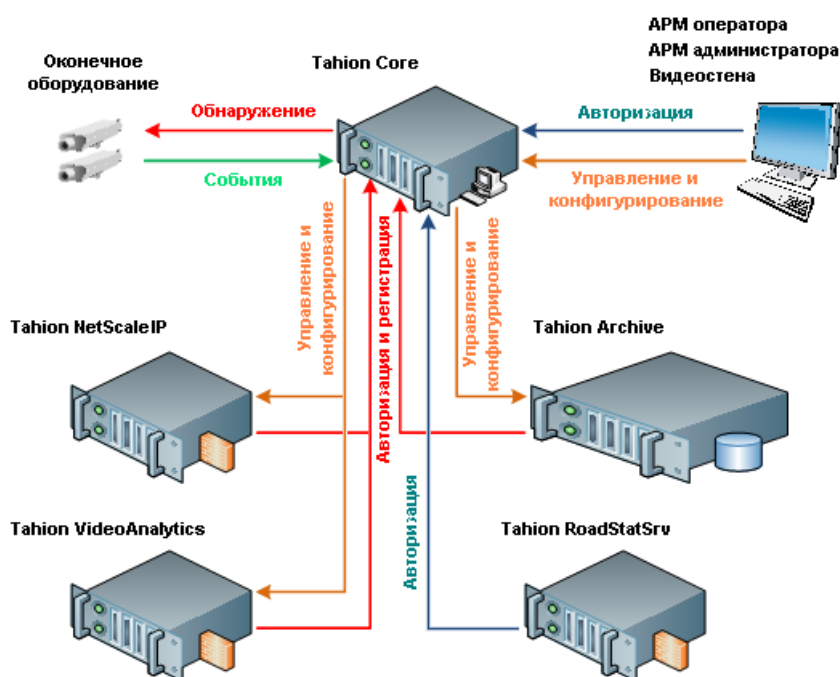 АРМ оператора
АРМ администратора
Видеостена
Оконечное
оборудование
Tahion Core
Обнаружение
События
Авторизация
Управление и
конфигурирование
Управление и
конфигурирование
Авторизация и регистрация
Управление и
конфигурирование
Tahion NetScaleIP
Tahion Archive
Tahion VideoAnalytics
Авторизация
Tahion RoadStatSrv